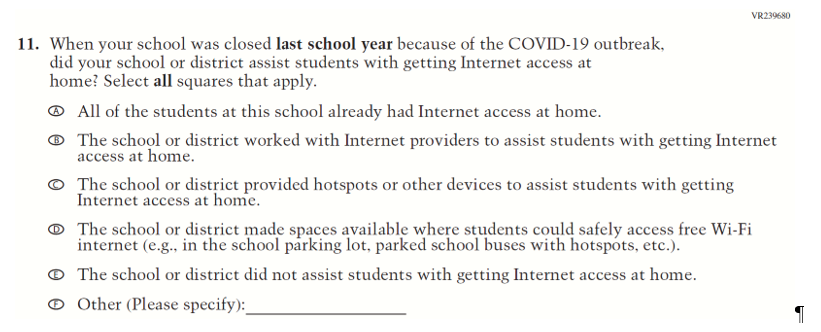 VR239680
11. When your school was closed last school year because of the COVID-19 outbreak,
did your school or district assist students with getting Internet access at
home? Select all squares that apply.
Ⓐ All of the students at this school already had Internet access at home.
Ⓑ The school or district worked with Internet providers to assist students with getting Internet
access at home.
Ⓒ The school or district provided hotspots or other devices to assist students with getting
Internet access at home.
Ⓓ The school or district made spaces available where students could safely access free Wi-Fi
internet (e.g., in the school parking lot, parked school buses with hotspots, etc.).
Ⓔ The school or district did not assist students with getting Internet access at home.
Ⓕ Other (Please specify):____________________
¶